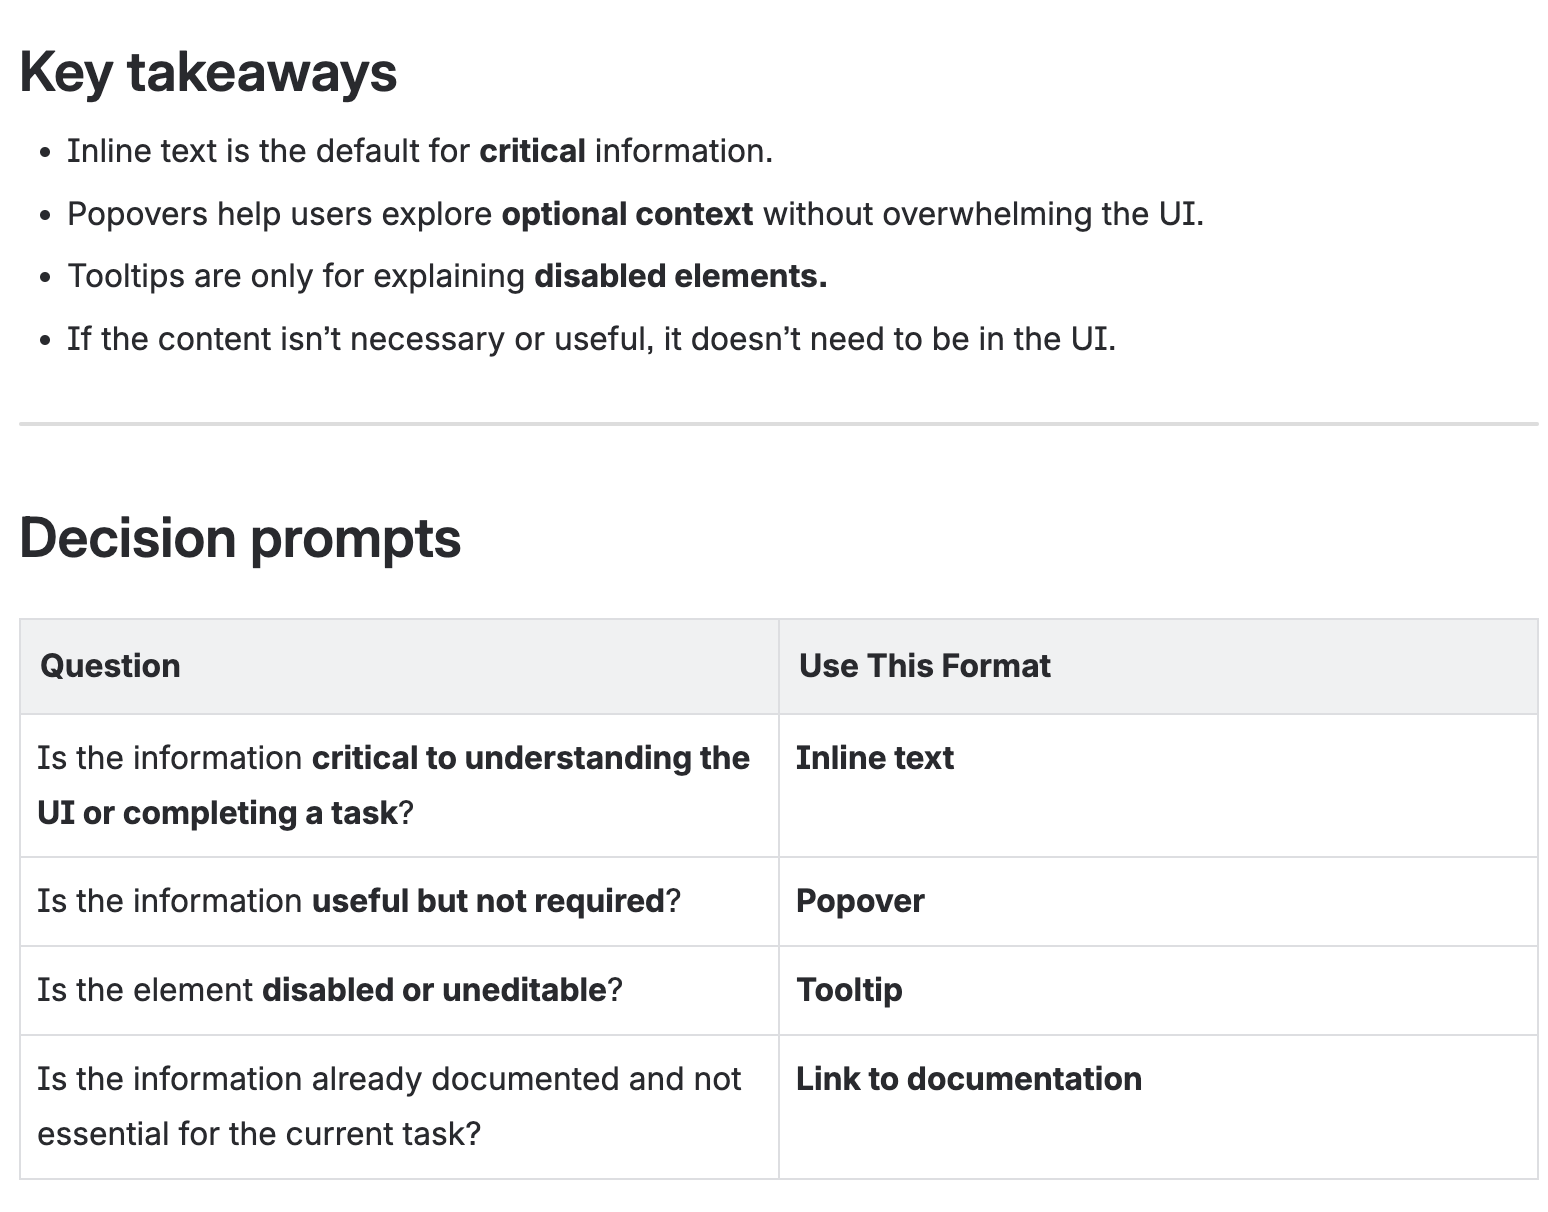 Key takeaways
• Inline text is the default for critical information.
• Popovers help users explore optional context without overwhelming the UI.
• Tooltips are only for explaining disabled elements.
• If the content isn’t necessary or useful, it doesn’t need to be in the UI.
Decision prompts
Question
Use This Format
Is the information critical to understanding the
UI or completing a task?
Inline text
Is the information useful but not required?
Popover
Is the element disabled or uneditable?
Tooltip
Is the information already documented and not
essential for the current task?
Link to documentation